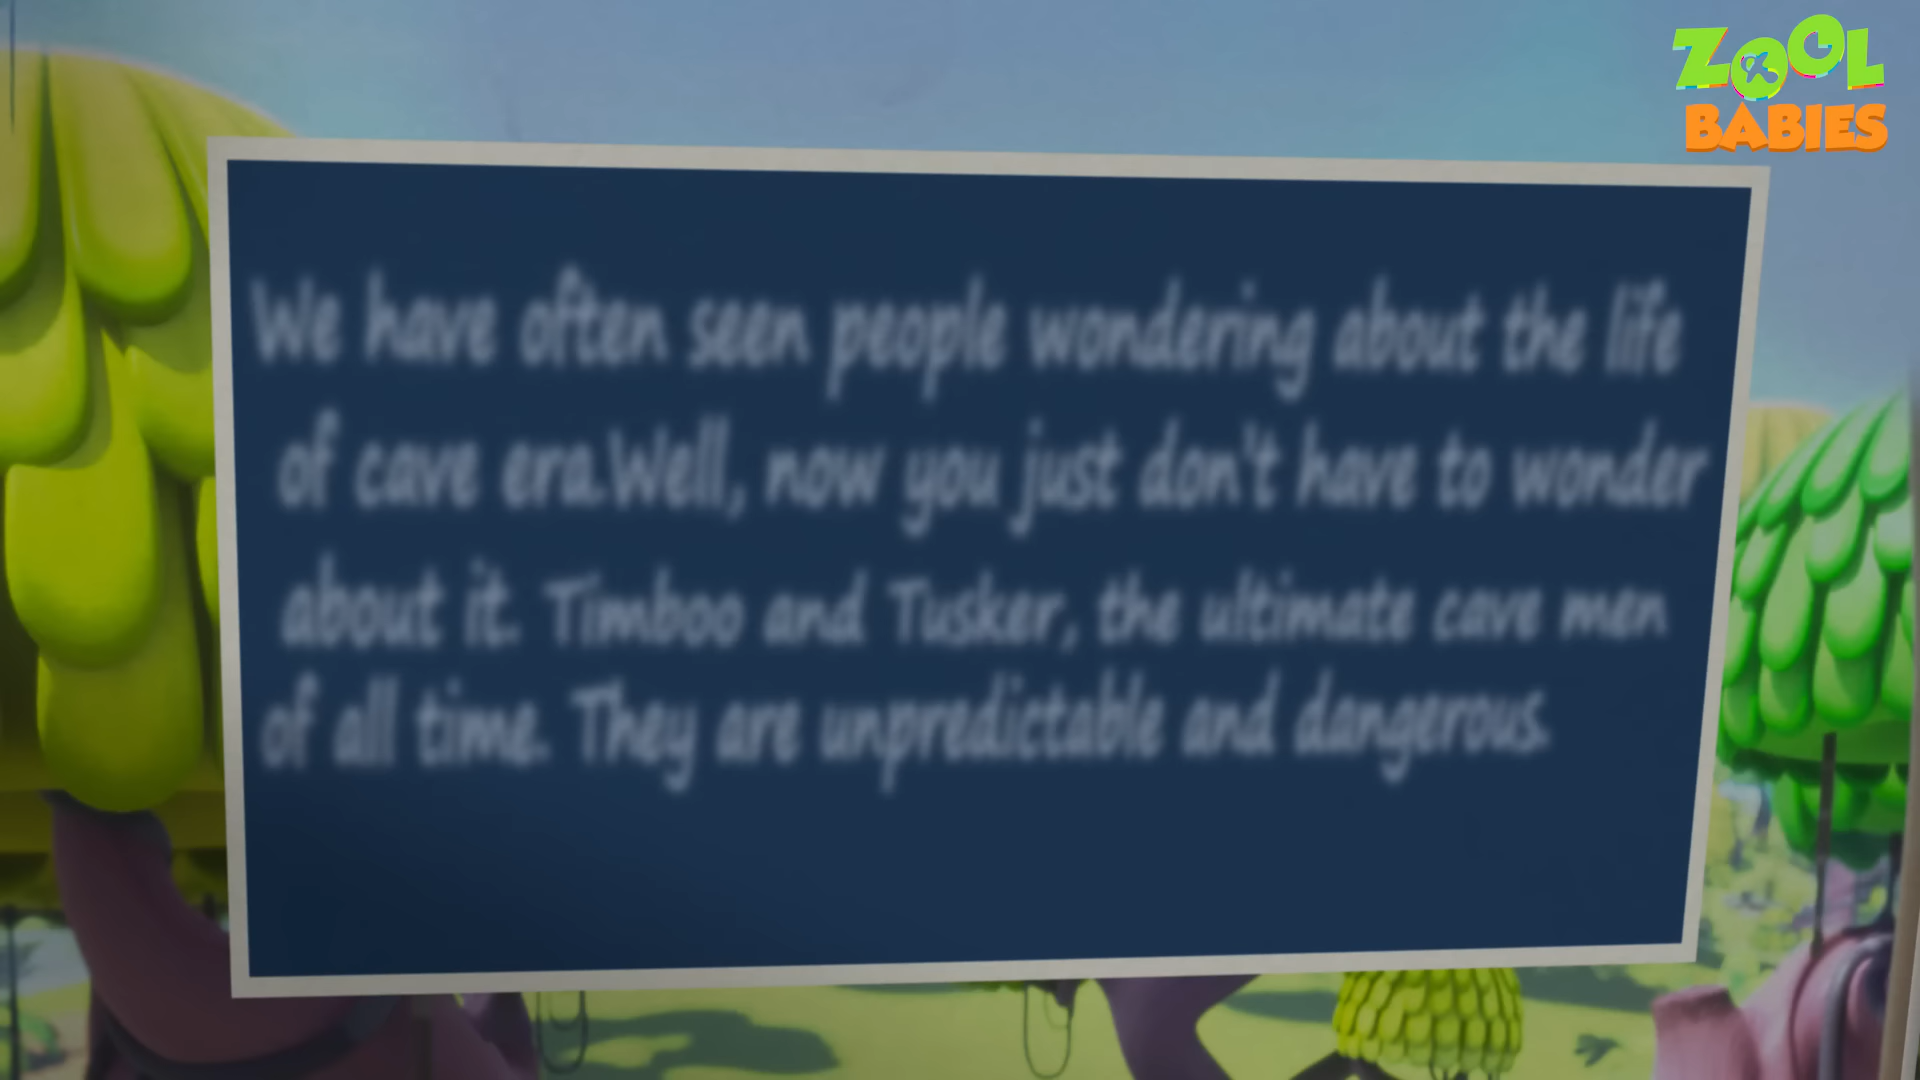 ZOOL
BABIES
We have often seen people wondering about the life
of cave era.Well, now you just don't have to wonder
about it. Timboo and Tusker, the ultimate cave men
of all time. They are unpredictable and dangerous.